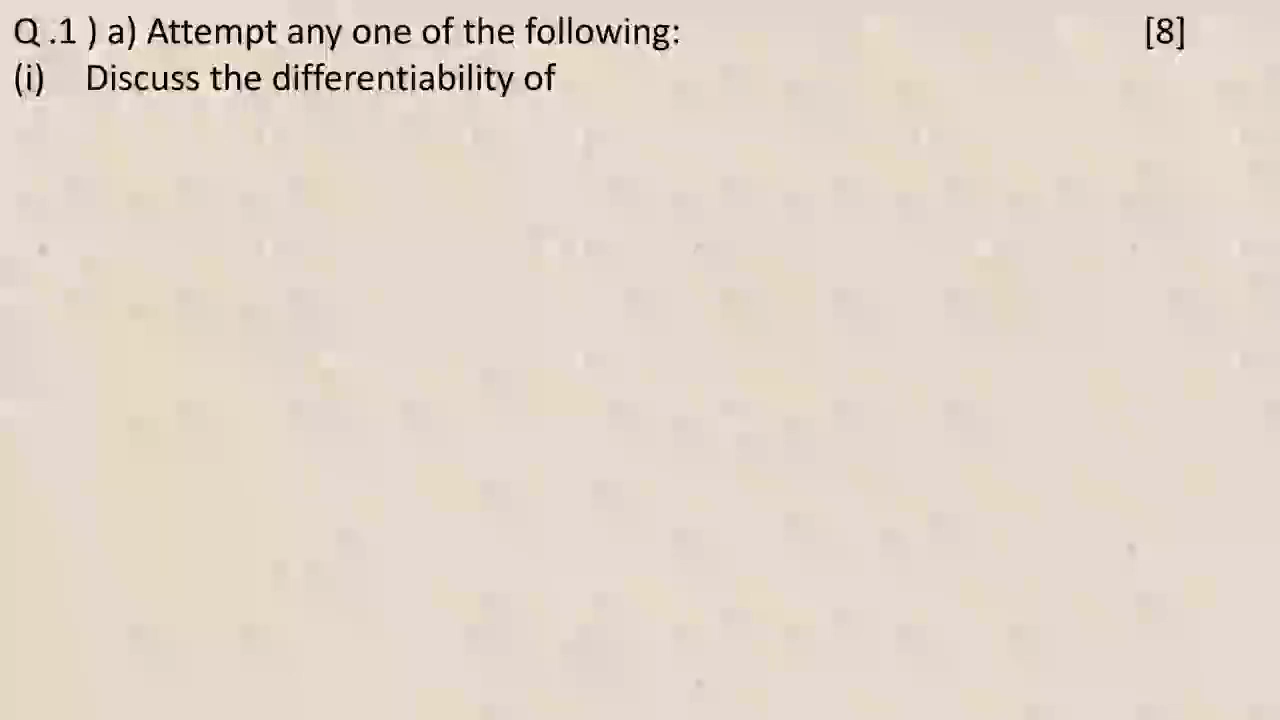 Q .1 ) a) Attempt any one of the following: [8]
(i) Discuss the differentiability of